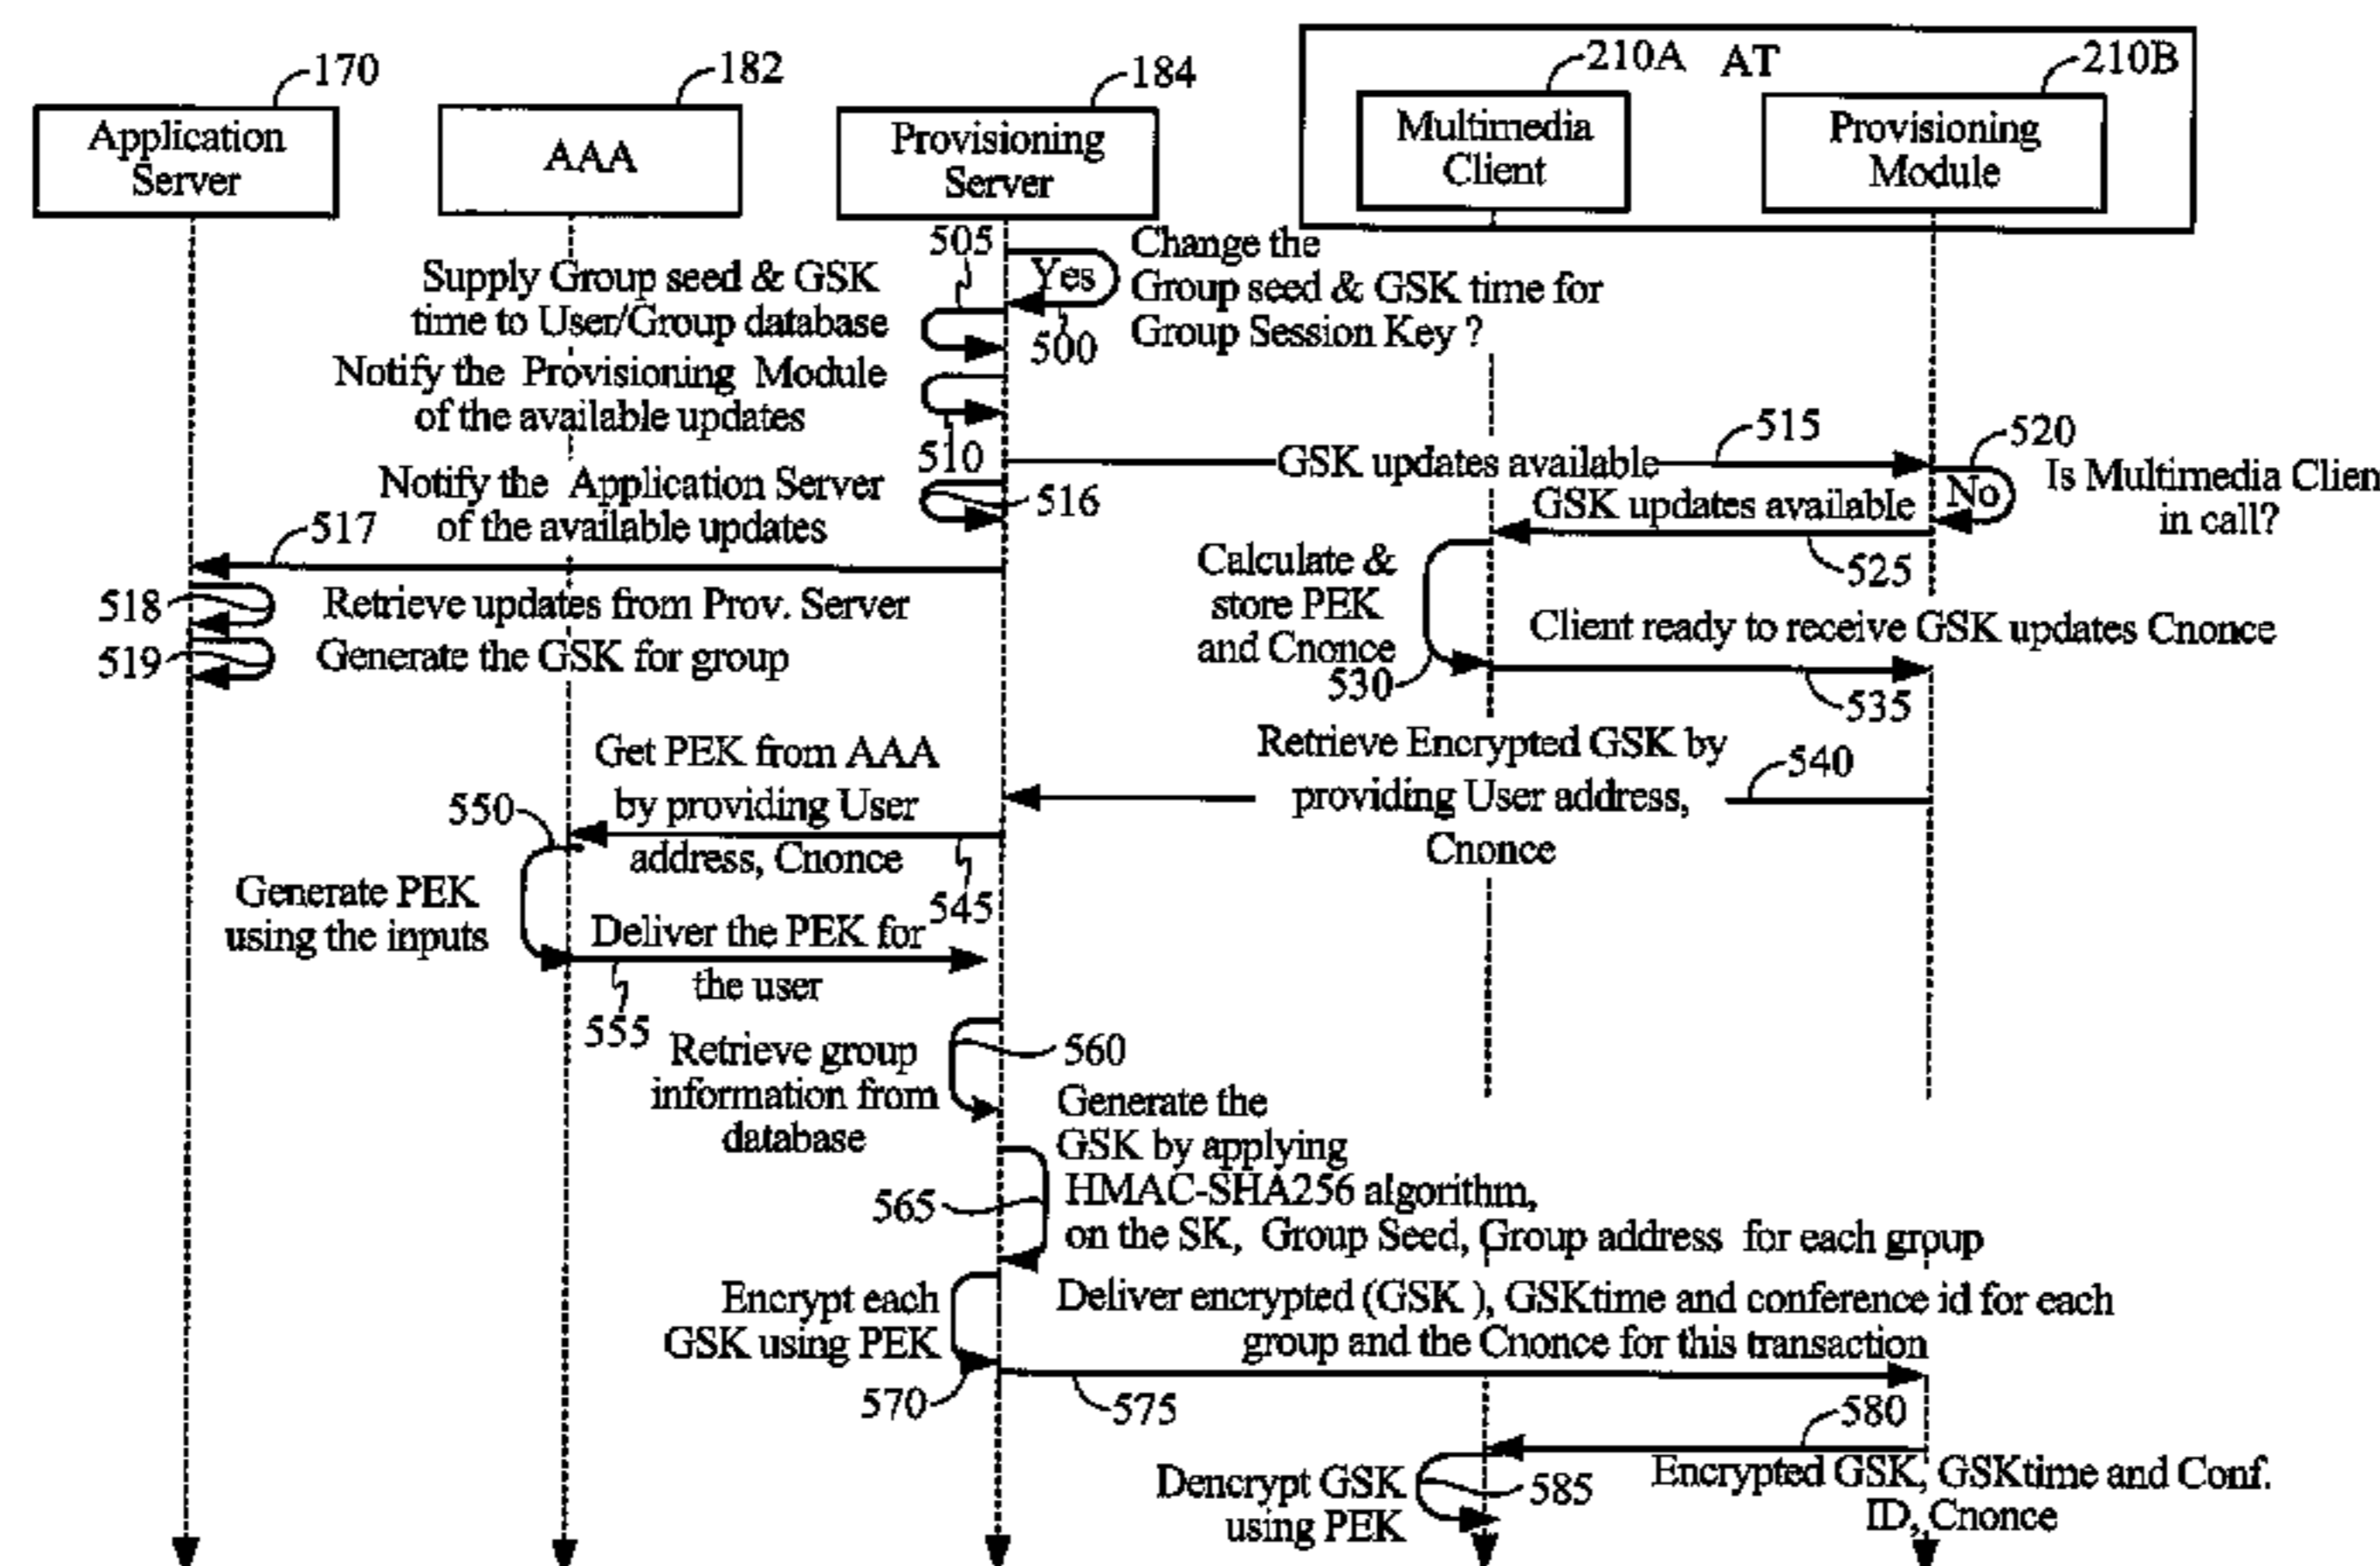 170
182
184
210A
AT
210B
Application
Server
AAA
Provisioning
Server
Multimedia
Client
Provisioning
Module
505
Yes
Change the
Group seed & GSK time for
Group Session Key ?
500
Supply Group seed & GSK
time to User/Group database
Notify the Provisioning Module
of the available updates
510
GSK updates available
515
520
No
Is Multimedia Clien
in call?
Notify the Application Server
of the available updates
516
517
GSK updates available
525
518
Retrieve updates from Prov. Server
519
Generate the GSK for group
Calculate &
store PEK
and Cnonce
530
Client ready to receive GSK updates Cnonce
535
Retrieve Encrypted GSK by
providing User address,
Cnonce
540
Get PEK from AAA
by providing User
address, Cnonce
545
550
Generate PEK
using the inputs
Deliver the PEK for
the user
555
Retrieve group
information from
database
560
Generate the
GSK by applying
HMAC-SHA256 algorithm,
on the SK, Group Seed, Group address for each group
565
Encrypt each
GSK using PEK
570
Deliver encrypted (GSK ), GSKtime and conference id for each
group and the Cnonce for this transaction
575
580
Encrypted GSK, GSKtime and Conf.
ID, Cnonce
Dencrypt GSK
using PEK
585